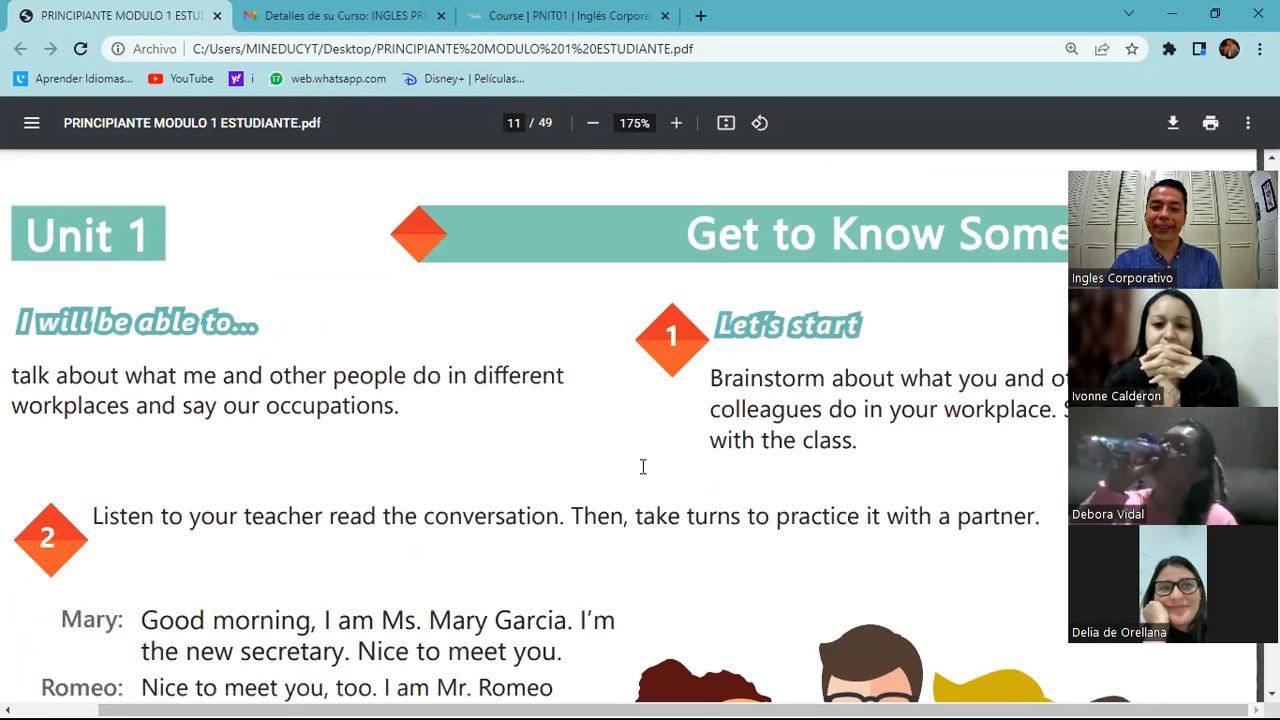 PRINCIPIANTE MODULO 1 ESTUD
Detalles de su Curso: INGLES PR
Course | PNIT01 | Inglés Corpora
Archivo
C:/Users/MINEDUCYT/Desktop/PRINCIPIANTE%20MODULO%201%20ESTUDIANTE.pdf
Aprender Idiomas...
YouTube
i
web.whatsapp.com
Disney+ | Películas...
PRINCIPIANTE MODULO 1 ESTUDIANTE.pdf
11 / 49
175%
Unit 1
Get to Know Some
I will be able to...
talk about what me and other people do in different
workplaces and say our occupations.
1
Let's start
Brainstorm about what you and ot
colleagues do in your workplace. S
with the class.
2
Listen to your teacher read the conversation. Then, take turns to practice it with a partner.
Mary: Good morning, I am Ms. Mary Garcia. I'm
the new secretary. Nice to meet you.
Romeo: Nice to meet you, too. I am Mr. Romeo
Ingles Corporativo
Ivonne Calderon
Debora Vidal
Delia de Orellana